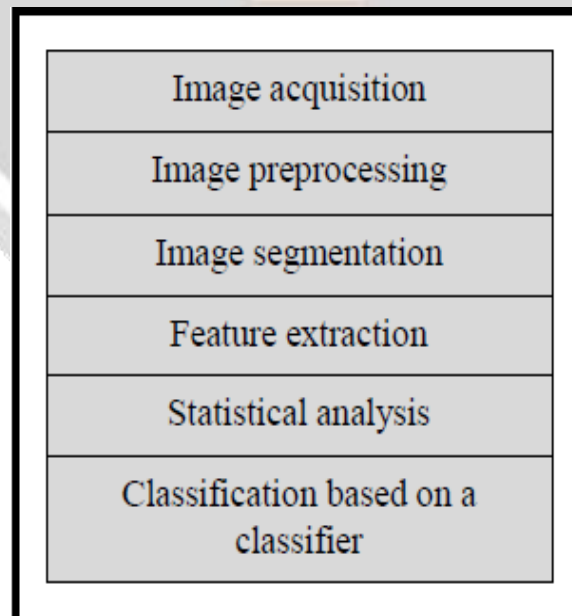 Image acquisition
Image preprocessing
Image segmentation
Feature extraction
Statistical analysis
Classification based on a
classifier